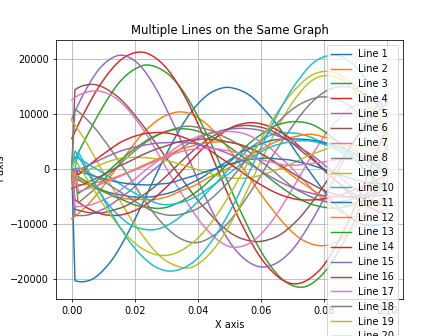 Multiple Lines on the Same Graph
20000
10000
0
−10000
−20000
0.00
0.02
0.04
0.06
X axis
Line 1
Line 2
Line 3
Line 4
Line 5
Line 6
Line 7
Line 8
Line 9
Line 10
Line 11
Line 12
Line 13
Line 14
Line 15
Line 16
Line 17
Line 18
Line 19
Line 20